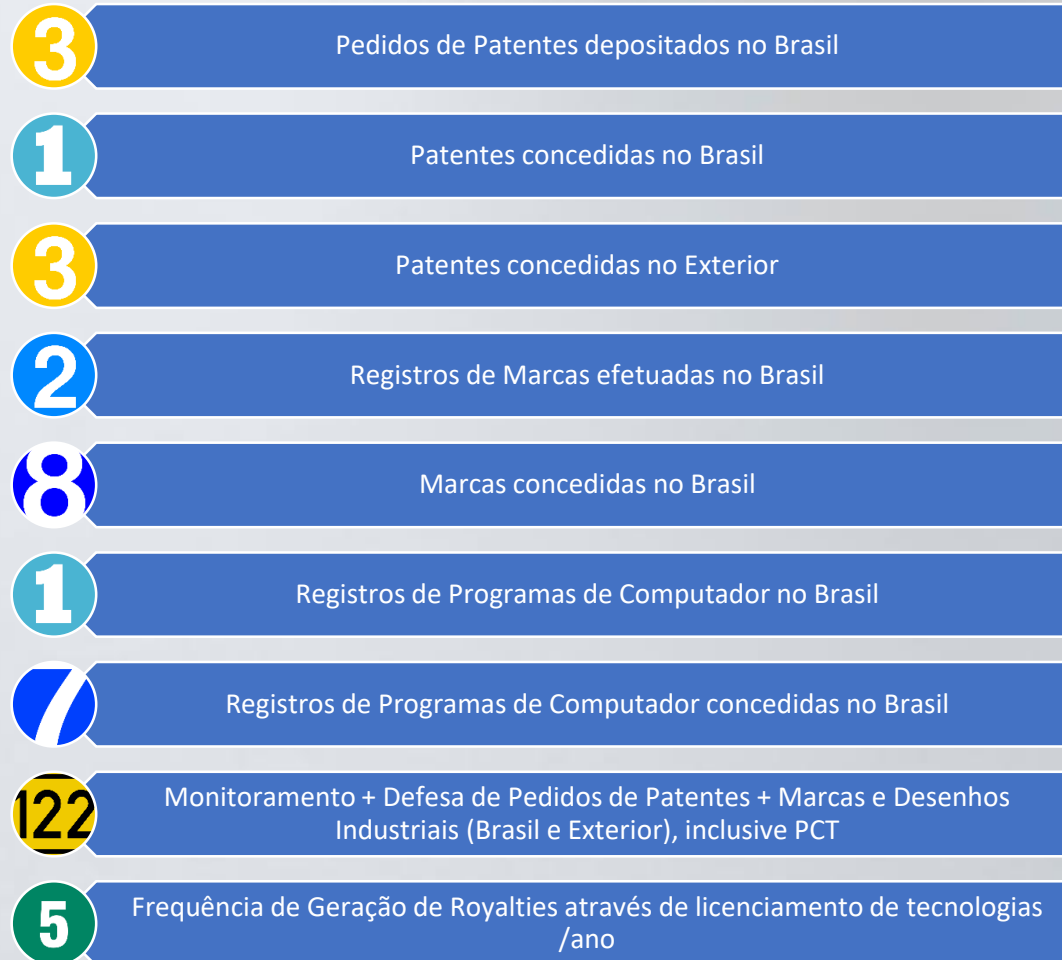 3
Pedidos de Patentes depositados no Brasil
1
Patentes concedidas no Brasil
3
Patentes concedidas no Exterior
2
Registros de Marcas efetuadas no Brasil
8
Marcas concedidas no Brasil
1
Registros de Programas de Computador no Brasil
7
Registros de Programas de Computador concedidas no Brasil
122
Monitoramento + Defesa de Pedidos de Patentes + Marcas e Desenhos
Industriais (Brasil e Exterior), inclusive PCT
5
Frequência de Geração de Royalties através de licenciamento de tecnologias
/ano